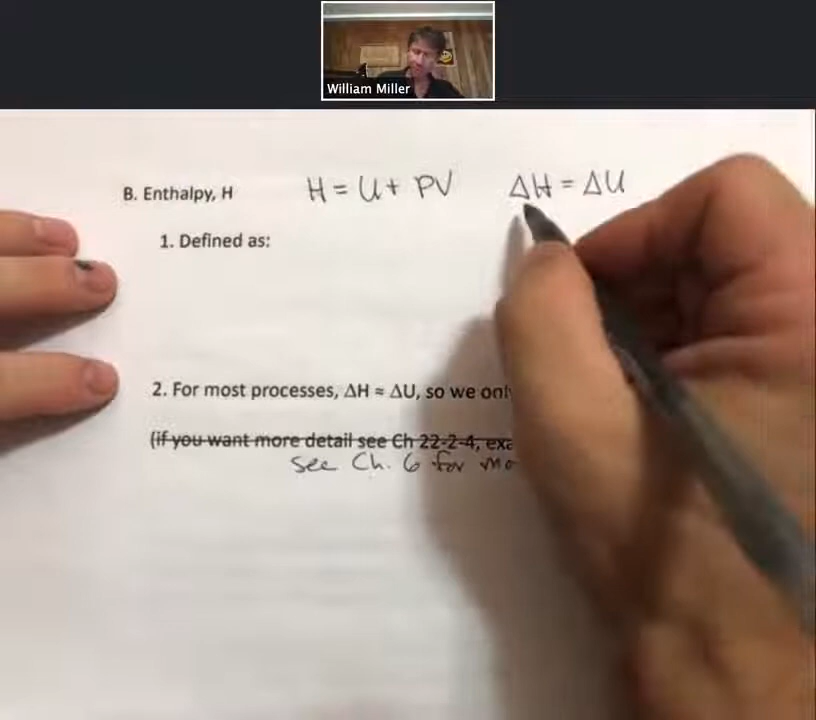 William Miller
B. Enthalpy, H H = U + PV ΔH = ΔU
1. Defined as:
2. For most processes, ΔH ≈ ΔU, so we only
(if you want more detail see Ch 22-2-4, exa
see Ch. 6 for mo